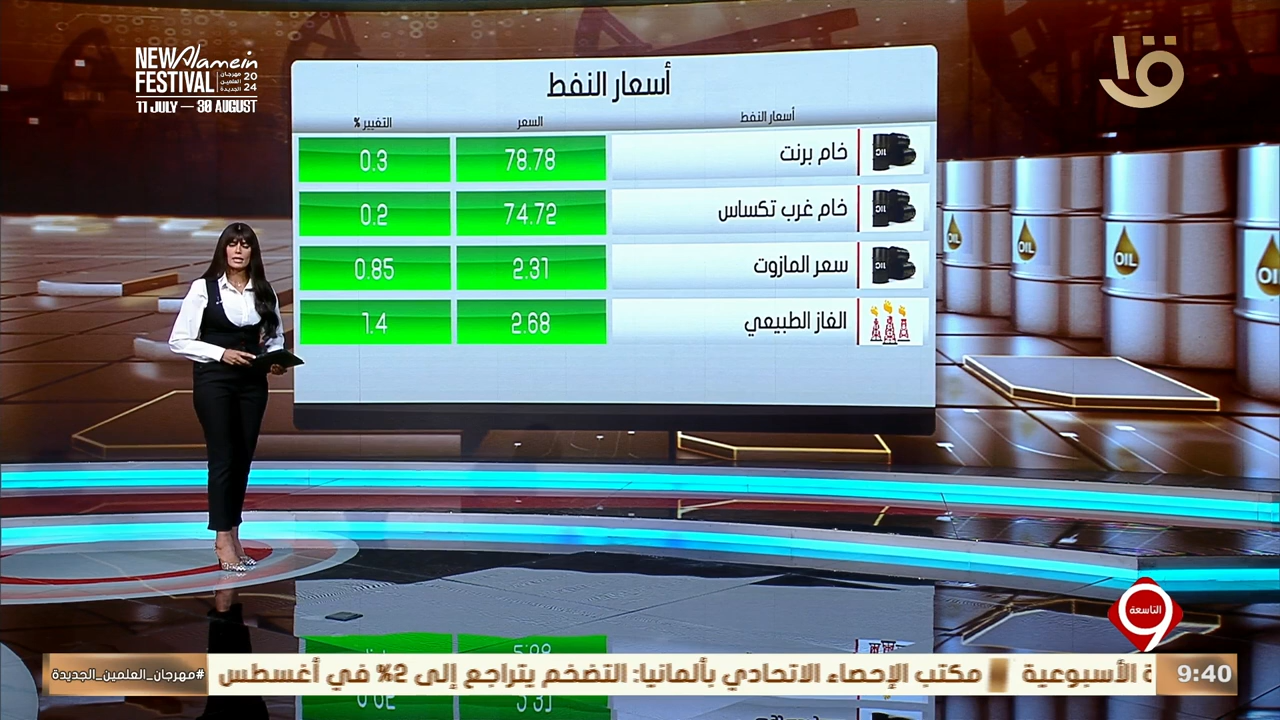 NEW Alamein
FESTIVAL مهرجان العلمين الجديدة 2024
11 JULY — 30 AUGUST
أسعار النفط
أسعار النفط السعر التغيير %
خام برنت 78.78 0.3
خام غرب تكساس 74.72 0.2
سعر المازوت 2.31 0.85
الغاز الطبيعي 2.68 1.4
OIL
OIL
OIL
التاسعة
9
9:40 الأسبوعية مكتب الإحصاء الاتحادي بألمانيا: التضخم يتراجع إلى 2% في أغسطس #مهرجان_العلمين_الجديدة